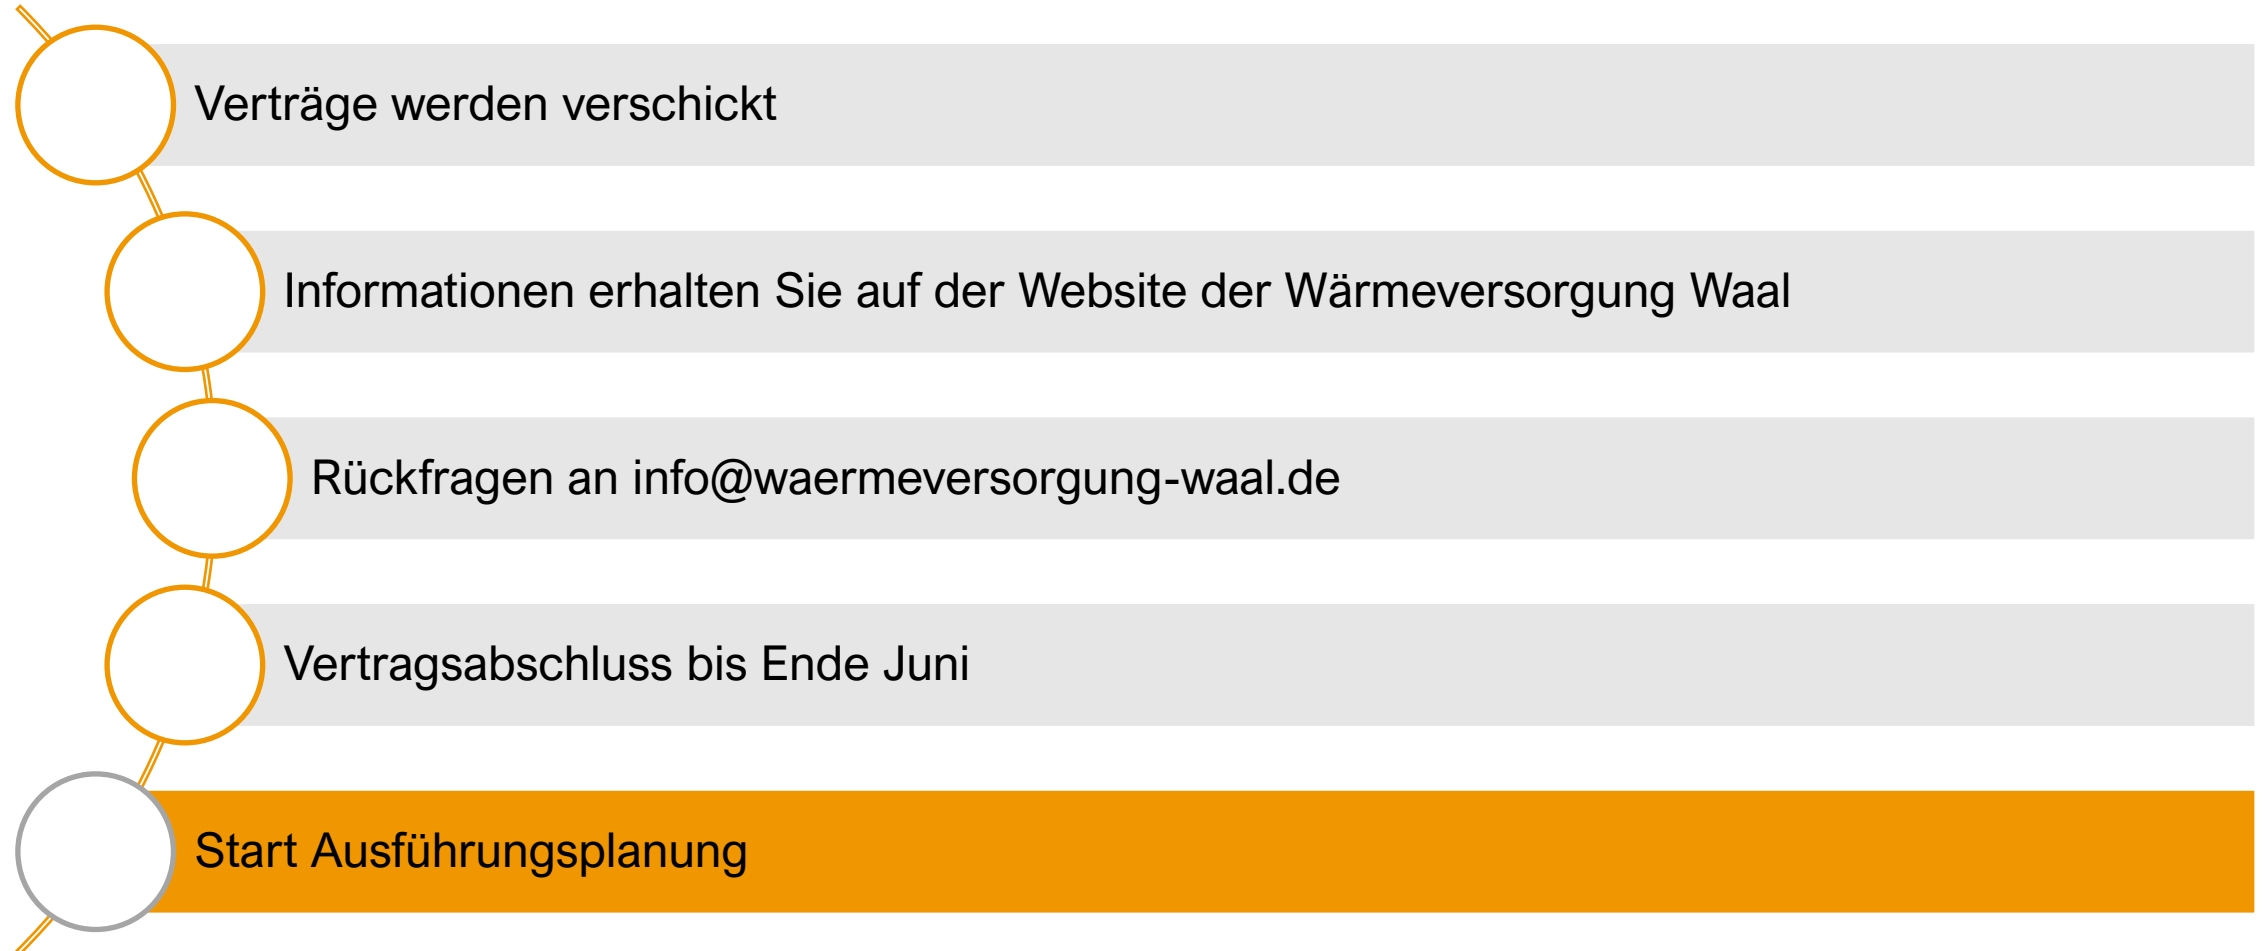 Verträge werden verschickt
Informationen erhalten Sie auf der Website der Wärmeversorgung Waal
Rückfragen an info@waermeversorgung-waal.de
Vertragsabschluss bis Ende Juni
Start Ausführungsplanung